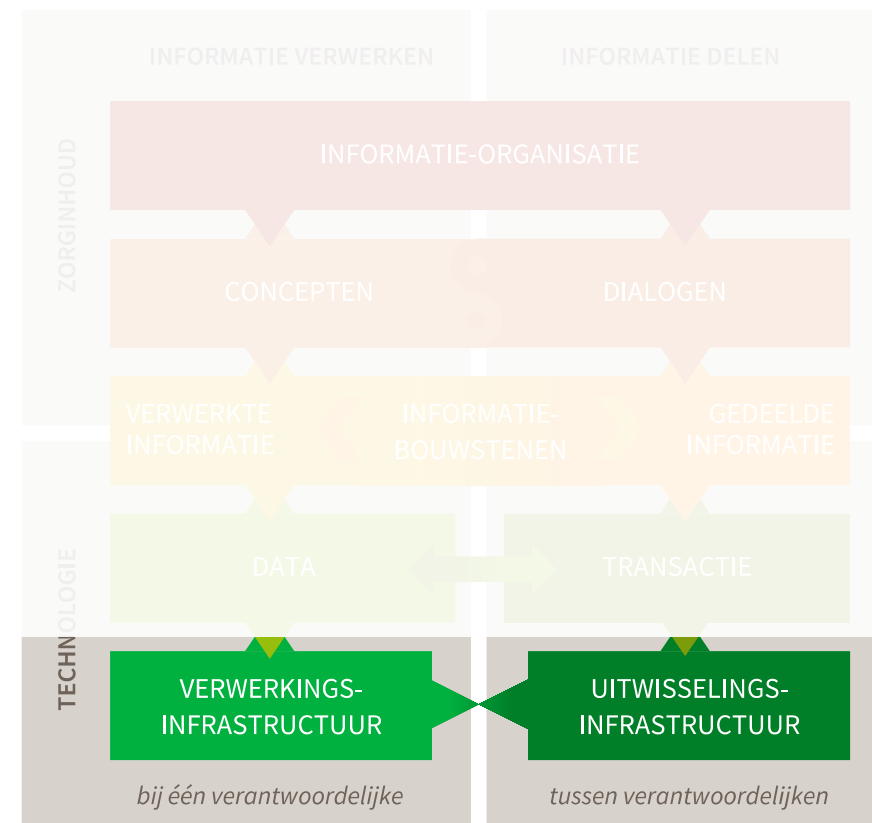 INFORMATIE VERWERKEN
INFORMATIE DELEN
ZORGINHOUD
INFORMATIE-ORGANISATIE
CONCEPTEN
DIALOGEN
VERWERKTE
INFORMATIE
INFORMATIE-
BOUWSTENEN
GEDEELDE
INFORMATIE
TECHNOLOGIE
DATA
TRANSACTIE
VERWERKINGS-
INFRASTRUCTUUR
UITWISSELINGS-
INFRASTRUCTUUR
bij één verantwoordelijke
tussen verantwoordelijken